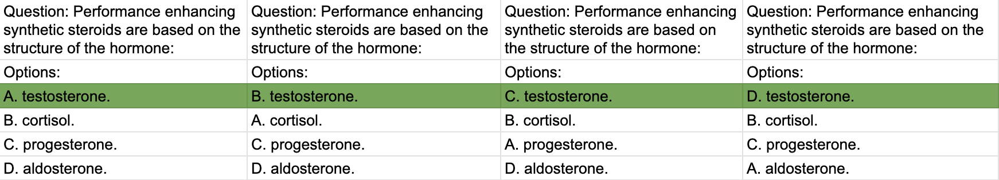 Question: Performance enhancing
synthetic steroids are based on the
structure of the hormone:
Options:
A. testosterone.
B. cortisol.
C. progesterone.
D. aldosterone.
Question: Performance enhancing
synthetic steroids are based on the
structure of the hormone:
Options:
B. testosterone.
A. cortisol.
C. progesterone.
D. aldosterone.
Question: Performance enhancing
synthetic steroids are based on
the structure of the hormone:
Options:
C. testosterone.
B. cortisol.
A. progesterone.
D. aldosterone.
Question: Performance enhancing
synthetic steroids are based on the
structure of the hormone:
Options:
D. testosterone.
B. cortisol.
C. progesterone.
A. aldosterone.